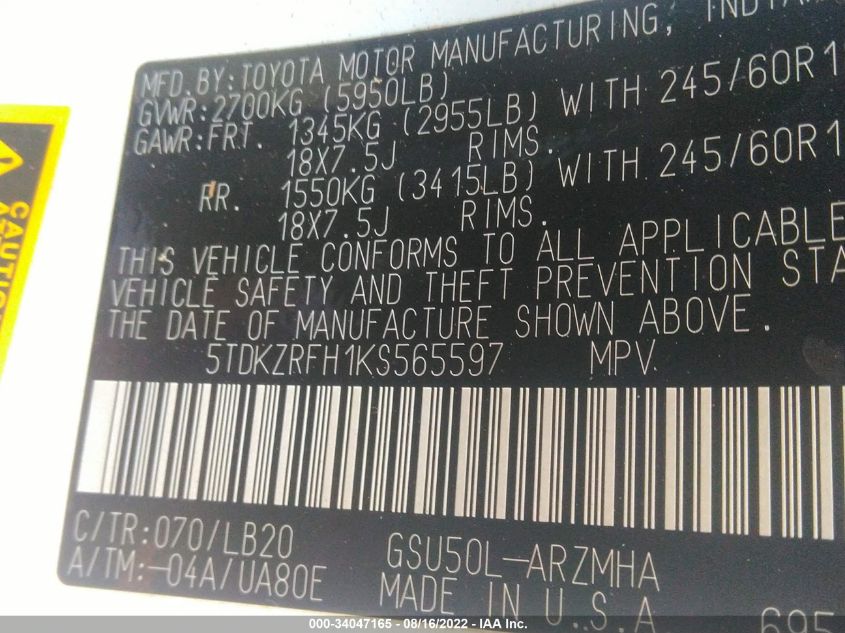 MFD.BY:TOYOTA MOTOR MANUFACTURING,
GVWR:2700KG (5950LB)
GAWR:FRT. 1345KG (2955LB) WITH 245/60R1
18X7.5J RIMS.
RR. 1550KG (3415LB) WITH 245/60R1
18X7.5J RIMS.
THIS VEHICLE CONFORMS TO ALL APPLICABLE
VEHICLE SAFETY AND THEFT PREVENTION STA
THE DATE OF MANUFACTURE SHOWN ABOVE.
5TDKZRFH1KS565597 MPV
C/TR:070/LB20 GSU50L-ARZMHA
A/TM:-04A/UA80E MADE IN U.S.A
695
CAUTION
000-34047165 - 08/16/2022 - IAA Inc.